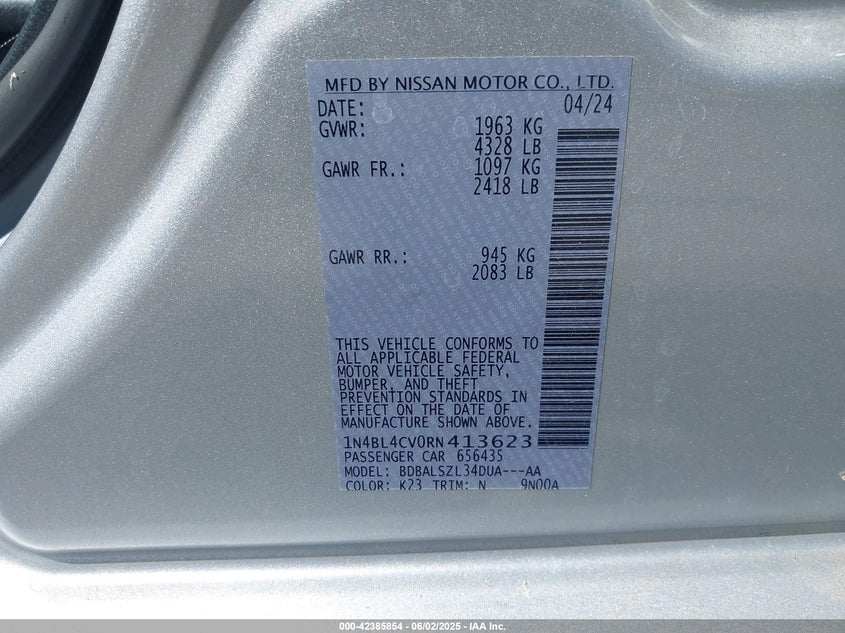 MFD BY NISSAN MOTOR CO., LTD.
DATE: 04/24
GVWR: 1963 KG
4328 LB
GAWR FR.: 1097 KG
2418 LB
GAWR RR.: 945 KG
2083 LB
THIS VEHICLE CONFORMS TO
ALL APPLICABLE FEDERAL
MOTOR VEHICLE SAFETY,
BUMPER, AND THEFT
PREVENTION STANDARDS IN
EFFECT ON THE DATE OF
MANUFACTURE SHOWN ABOVE.
1N4BL4CV0RN413623
PASSENGER CAR 656435
MODEL: BDBALSZL34DUA---AA
COLOR: K23 TRIM: N 9N00A
000-42385854 - 06/02/2025 - IAA Inc.